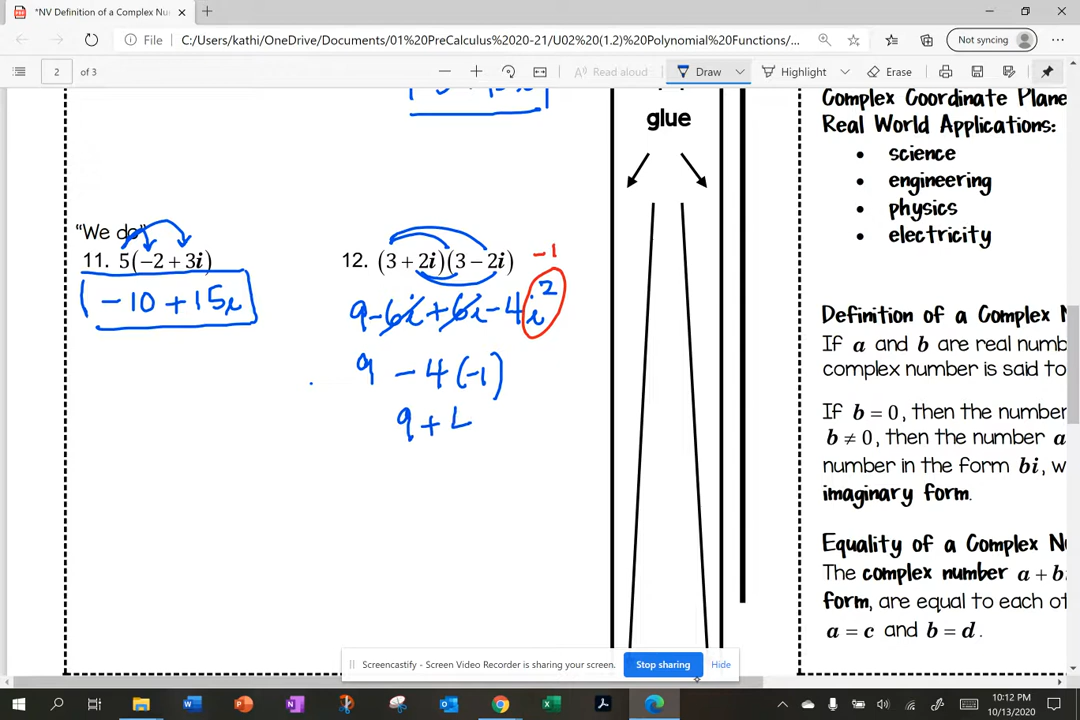 *NV Definition of a Complex Nu
File
C:/Users/kathi/OneDrive/Documents/01%20PreCalculus%2020-21/U02%20(1.2)%20Polynomial%20Functions/...
Not syncing
2 of 3
Read aloud
Draw
Highlight
Erase
glue
"We do"
11. 5(−2 + 3i)
-10 + 15i
12. (3 + 2i)(3 − 2i)
-1
9 - 6i + 6i - 4i²
9 - 4(-1)
9 + L
Complex Coordinate Plane
Real World Applications:
• science
• engineering
• physics
• electricity
Definition of a Complex N
If a and b are real numb
complex number is said to
If b = 0, then the number
b ≠ 0, then the number a
number in the form bi, w
imaginary form.
Equality of a Complex N
The complex number a + b
form, are equal to each ot
a = c and b = d.
Screencastify - Screen Video Recorder is sharing your screen.
Stop sharing
Hide
10:12 PM
10/13/2020